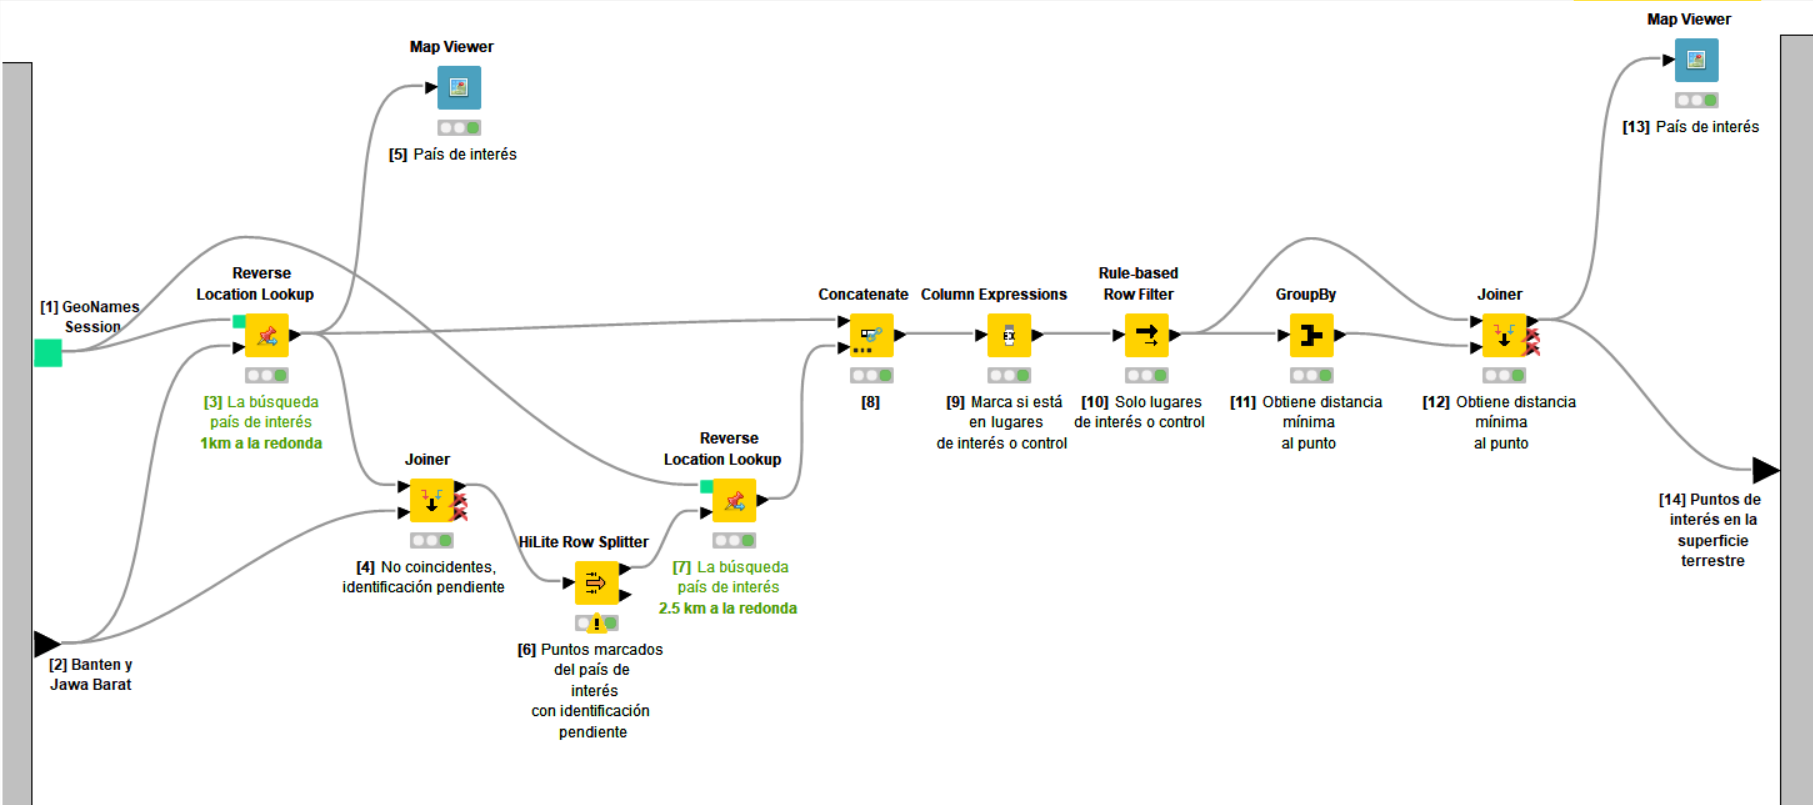 Map Viewer
[5] País de interés
Map Viewer
[13] País de interés
[1] GeoNames
Session
Reverse
Location Lookup
[3] La búsqueda
país de interés
1km a la redonda
Joiner
[4] No coincidentes,
identificación pendiente
HiLite Row Splitter
[6] Puntos marcados
del país de
interés
con identificación
pendiente
Reverse
Location Lookup
[7] La búsqueda
país de interés
2.5 km a la redonda
Concatenate
[8]
Column Expressions
EX
[9] Marca si está
en lugares
de interés o control
Rule-based
Row Filter
[10] Solo lugares
de interés o control
GroupBy
[11] Obtiene distancia
mínima
al punto
Joiner
[12] Obtiene distancia
mínima
al punto
[2] Banten y
Jawa Barat
[14] Puntos de
interés en la
superficie
terrestre